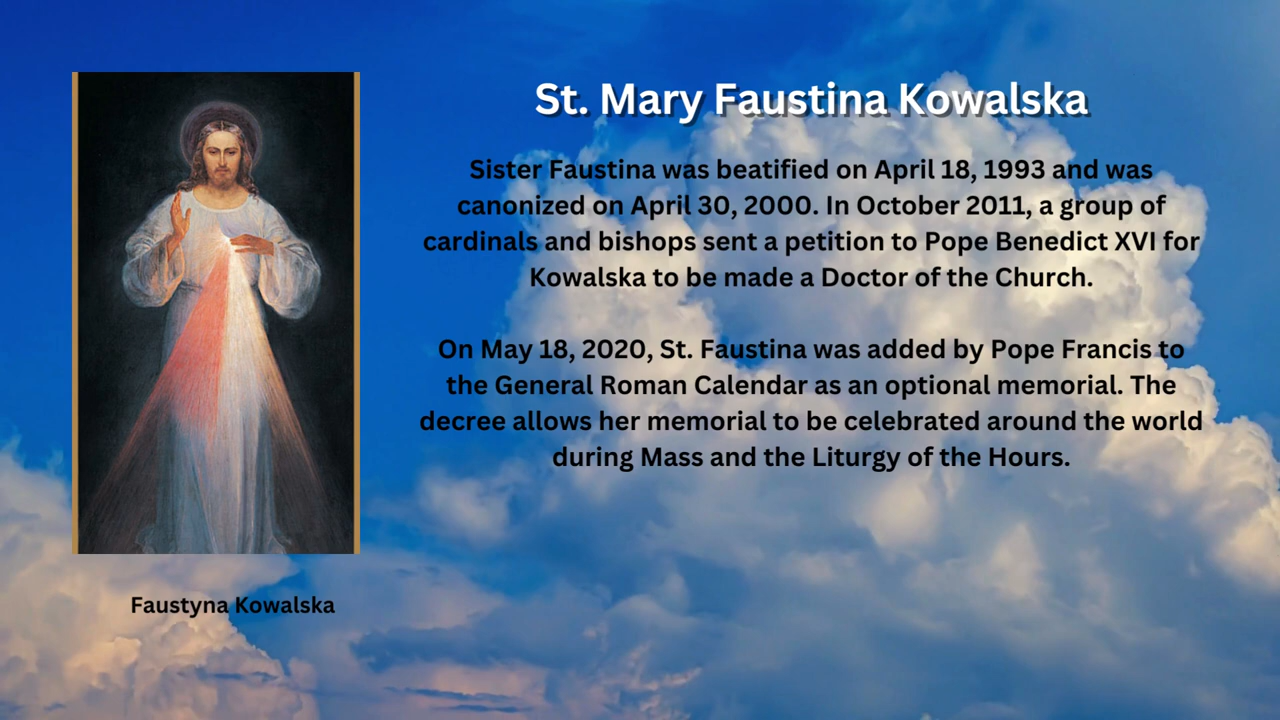 St. Mary Faustina Kowalska
Sister Faustina was beatified on April 18, 1993 and was
canonized on April 30, 2000. In October 2011, a group of
cardinals and bishops sent a petition to Pope Benedict XVI for
Kowalska to be made a Doctor of the Church.
On May 18, 2020, St. Faustina was added by Pope Francis to
the General Roman Calendar as an optional memorial. The
decree allows her memorial to be celebrated around the world
during Mass and the Liturgy of the Hours.
Faustyna Kowalska